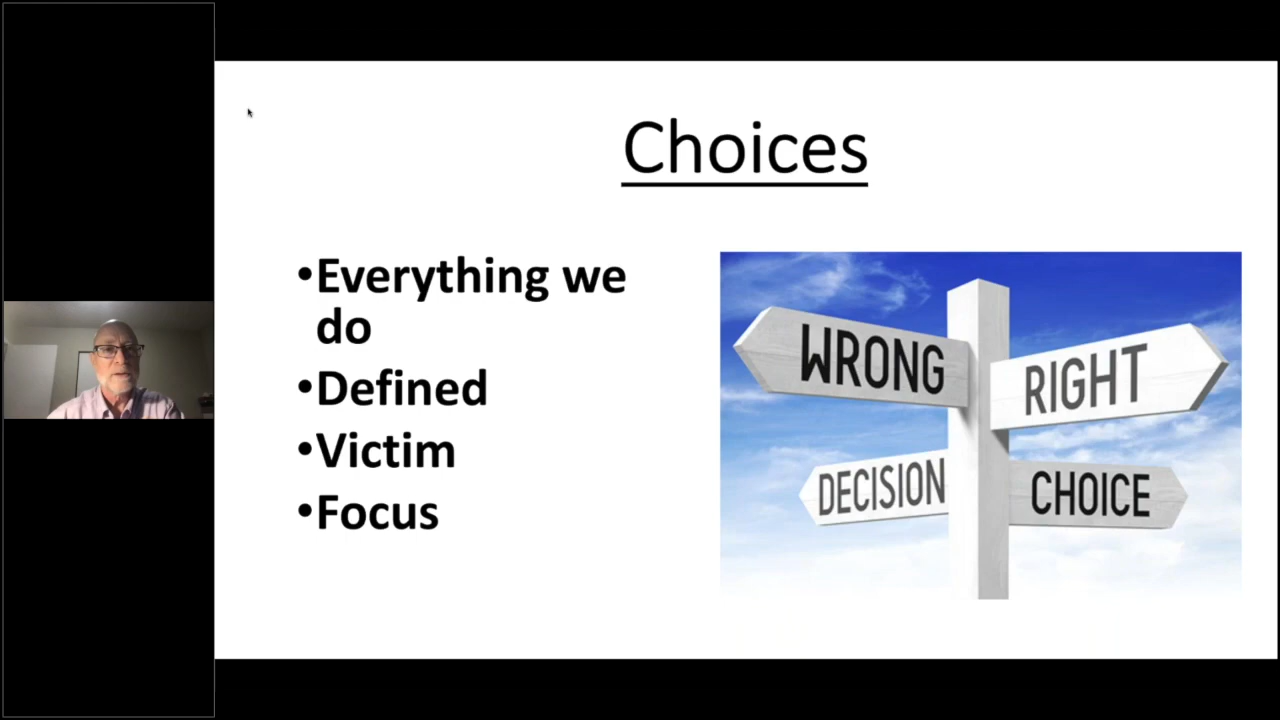 Choices
•Everything we
do
•Defined
•Victim
•Focus
WRONG
RIGHT
DECISION
CHOICE